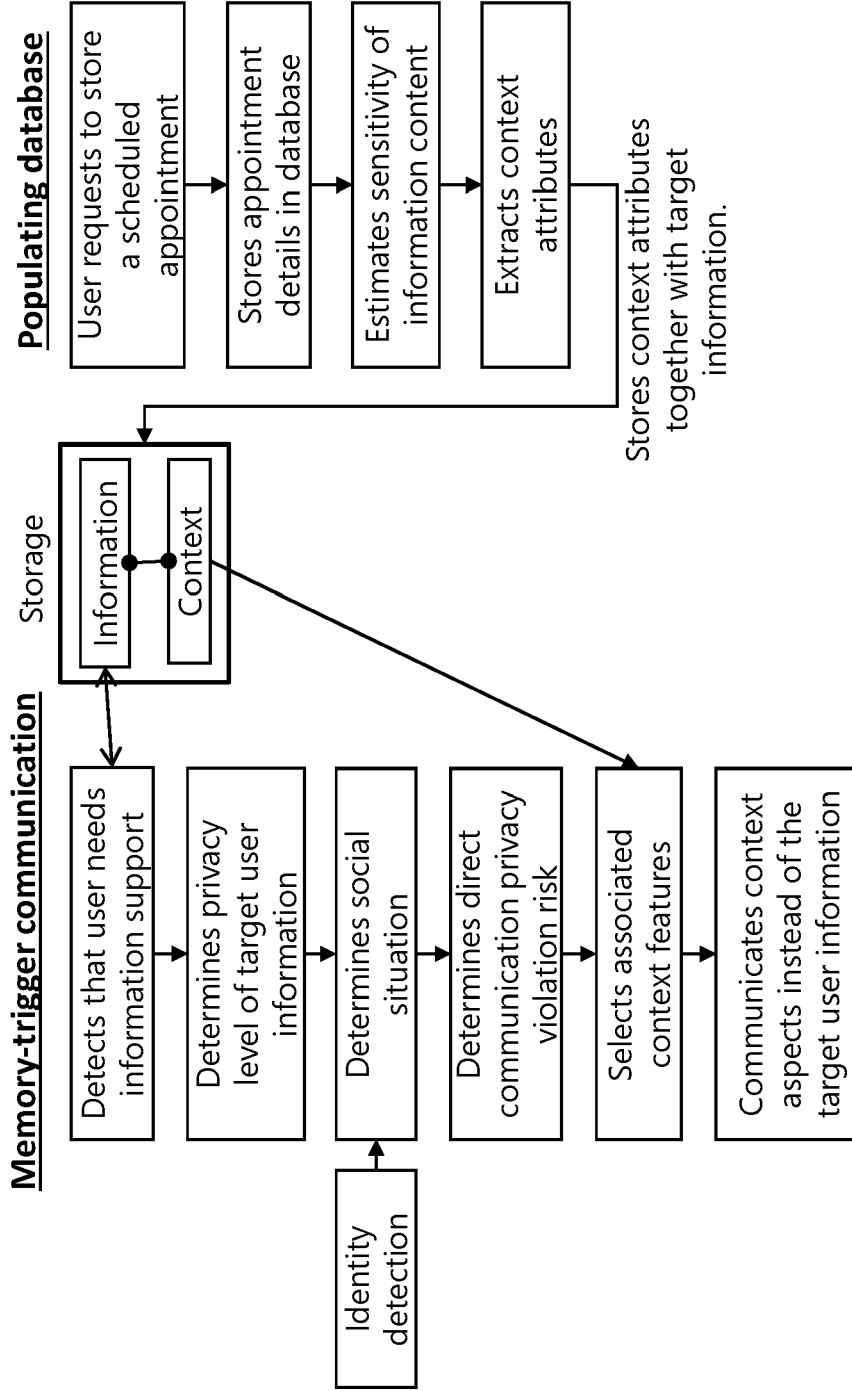 Memory-trigger communication
Detects that user needs
information support
Determines privacy
level of target user
information
Identity
detection
Determines social
situation
Determines direct
communication privacy
violation risk
Selects associated
context features
Communicates context
aspects instead of the
target user information
Storage
Information
Context
Populating database
User requests to store
a scheduled
appointment
Stores appointment
details in database
Estimates sensitivity of
information content
Extracts context
attributes
Stores context attributes
together with target
information.